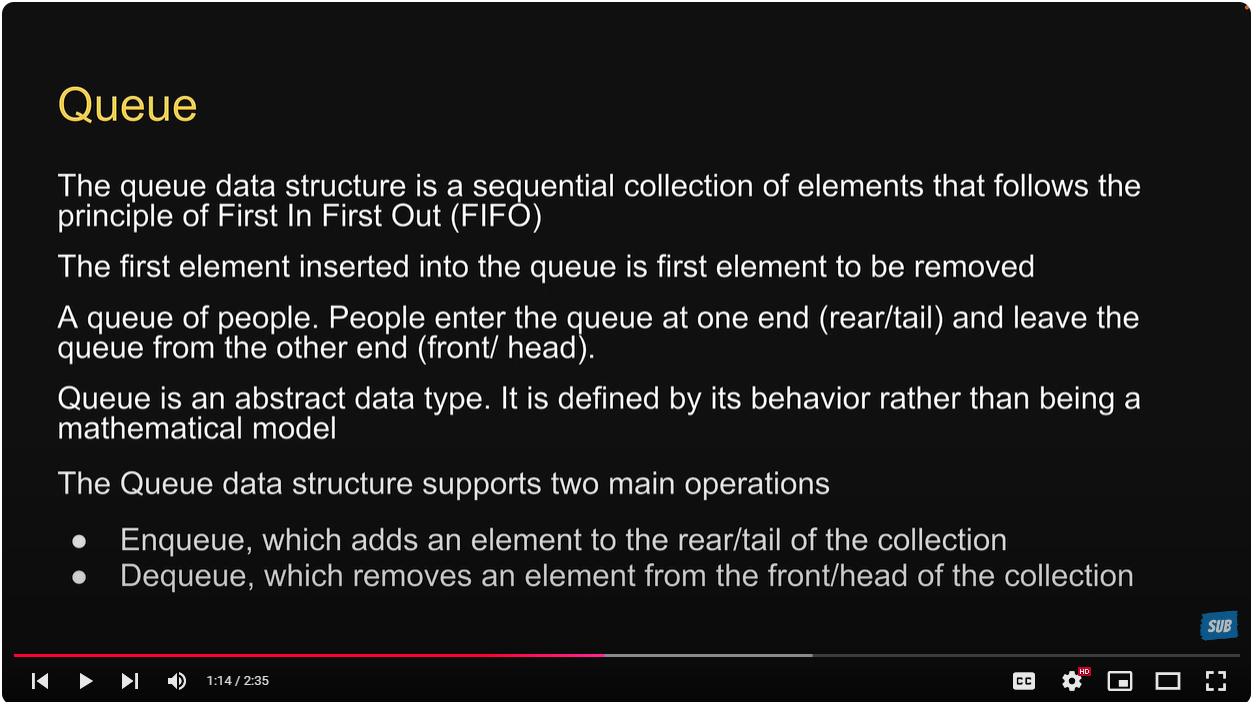 Queue
The queue data structure is a sequential collection of elements that follows the
principle of First In First Out (FIFO)
The first element inserted into the queue is first element to be removed
A queue of people. People enter the queue at one end (rear/tail) and leave the
queue from the other end (front/ head).
Queue is an abstract data type. It is defined by its behavior rather than being a
mathematical model
The Queue data structure supports two main operations
● Enqueue, which adds an element to the rear/tail of the collection
● Dequeue, which removes an element from the front/head of the collection
SUB
1:14 / 2:35
CC
HD